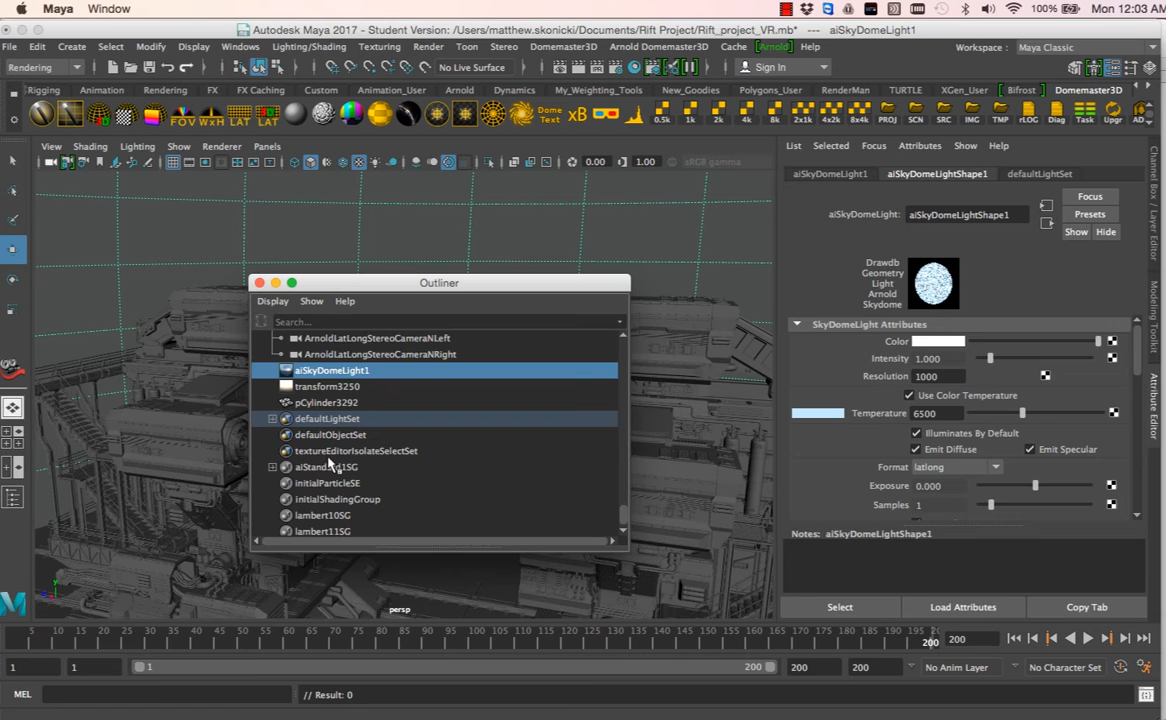 Maya Window 100% Mon 12:03 AM
Autodesk Maya 2017 - Student Version: /Users/matthew.skonicki/Documents/Rift Project/Rift_project_VR.mb* --- aiSkyDomeLight1
File Edit Create Select Modify Display Windows Lighting/Shading Texturing Render Toon Stereo Domemaster3D Arnold Domemaster3D Cache Arnold Help Workspace : Maya Classic
Rendering No Live Surface Sign In
Rigging Animation Rendering FX FX Caching Custom Animation_User Arnold Dynamics My_Weighting_Tools New_Goodies Polygons_User RenderMan TURTLE XGen_User Bifrost Domemaster3D
FOV WxH LAT LAT Dome Text xB 0.5k 1k 2k 4k 8k 2x1k 4x2k 8x4k PROJ SCN SRC IMG TMP rLOG Diag Task Upgr AD
View Shading Lighting Show Renderer Panels
0.00 1.00 sRGB gamma
List Selected Focus Attributes Show Help
aiSkyDomeLight1 aiSkyDomeLightShape1 defaultLightSet
aiSkyDomeLight: aiSkyDomeLightShape1
Focus
Presets
Show Hide
Drawdb
Geometry
Light
Arnold
Skydome
SkyDomeLight Attributes
Color
Intensity 1.000
Resolution 1000
Use Color Temperature
Temperature 6500
Illuminates By Default
Emit Diffuse Emit Specular
Format latlong
Exposure 0.000
Samples 1
Notes: aiSkyDomeLightShape1
Select Load Attributes Copy Tab
Channel Box / Layer Editor
Modeling Toolkit
Attribute Editor
Outliner
Display Show Help
Search...
ArnoldLatLongStereoCameraNLeft
ArnoldLatLongStereoCameraNRight
aiSkyDomeLight1
transform3250
pCylinder3292
defaultLightSet
defaultObjectSet
textureEditorIsolateSelectSet
initialParticleSE
initialShadingGroup
lambert10SG
lambert11SG
persp
5 10 15 20 25 30 35 40 45 50 55 60 65 70 75 80 85 90 95 100 105 110 115 120 125 130 135 140 145 150 155 160 165 170 175 180 185 190 195 200 200
1 1 1 200 200 200 No Anim Layer No Character Set
MEL // Result: 0